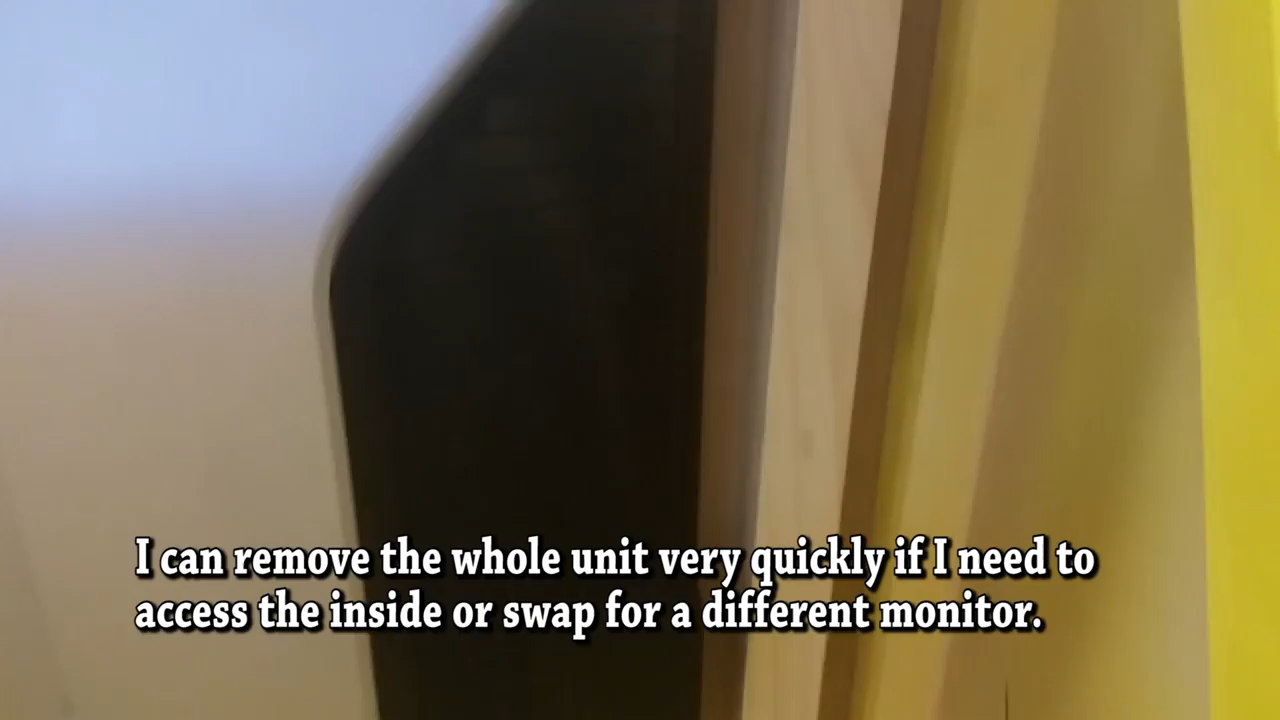 I can remove the whole unit very quickly if I need to
access the inside or swap for a different monitor.